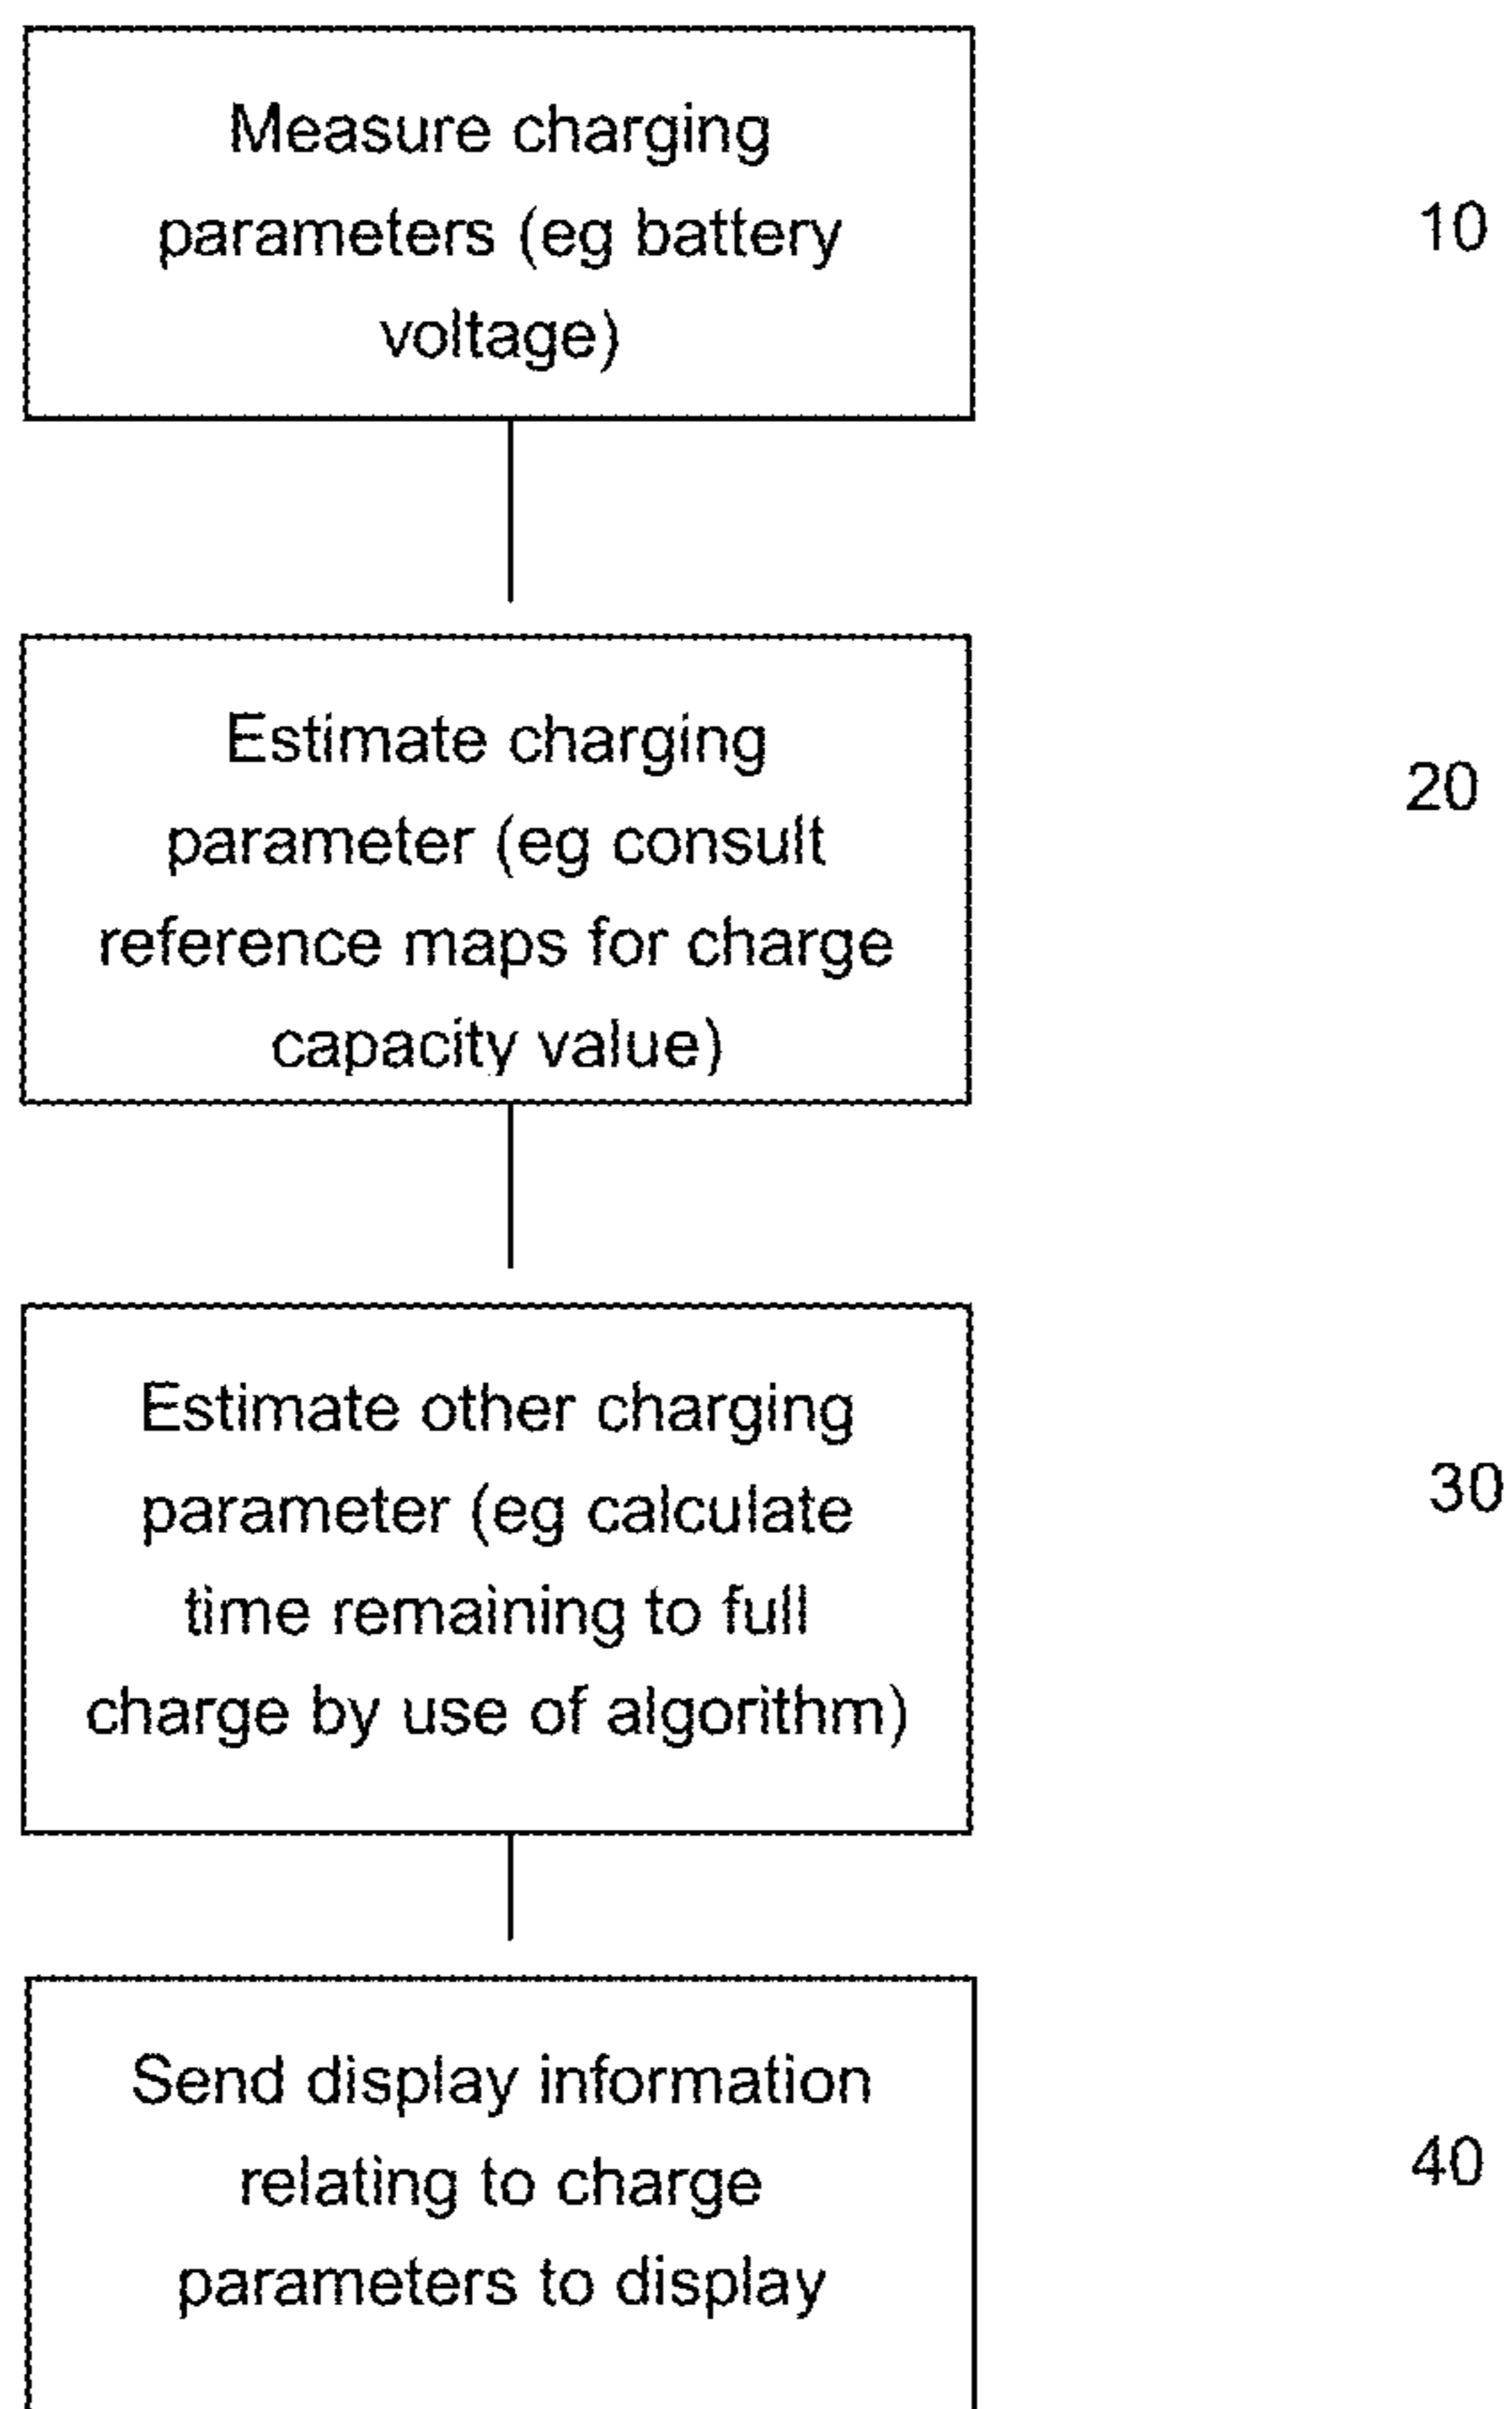 Measure charging
parameters (eg battery
voltage)
10
Estimate charging
parameter (eg consult
reference maps for charge
capacity value)
20
Estimate other charging
parameter (eg calculate
time remaining to full
charge by use of algorithm)
30
Send display information
relating to charge
parameters to display
40